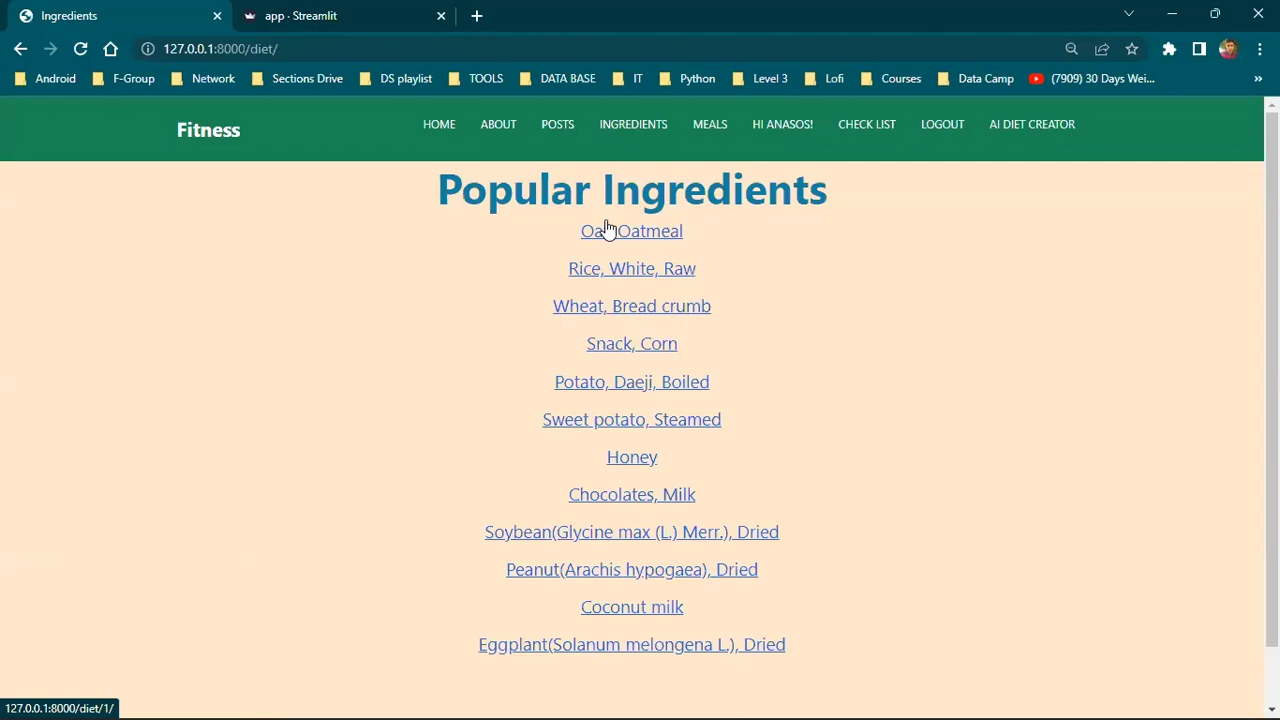 Ingredients
app · Streamlit
127.0.0.1:8000/diet/
Android F-Group Network Sections Drive DS playlist TOOLS DATA BASE IT Python Level 3 Lofi Courses Data Camp (7909) 30 Days Wei... »
Fitness HOME ABOUT POSTS INGREDIENTS MEALS HI ANASOS! CHECK LIST LOGOUT AI DIET CREATOR
Popular Ingredients
Oatmeal
Rice, White, Raw
Wheat, Bread crumb
Snack, Corn
Potato, Daeji, Boiled
Sweet potato, Steamed
Honey
Chocolates, Milk
Soybean(Glycine max (L.) Merr.), Dried
Peanut(Arachis hypogaea), Dried
Coconut milk
Eggplant(Solanum melongena L.), Dried
127.0.0.1:8000/diet/1/